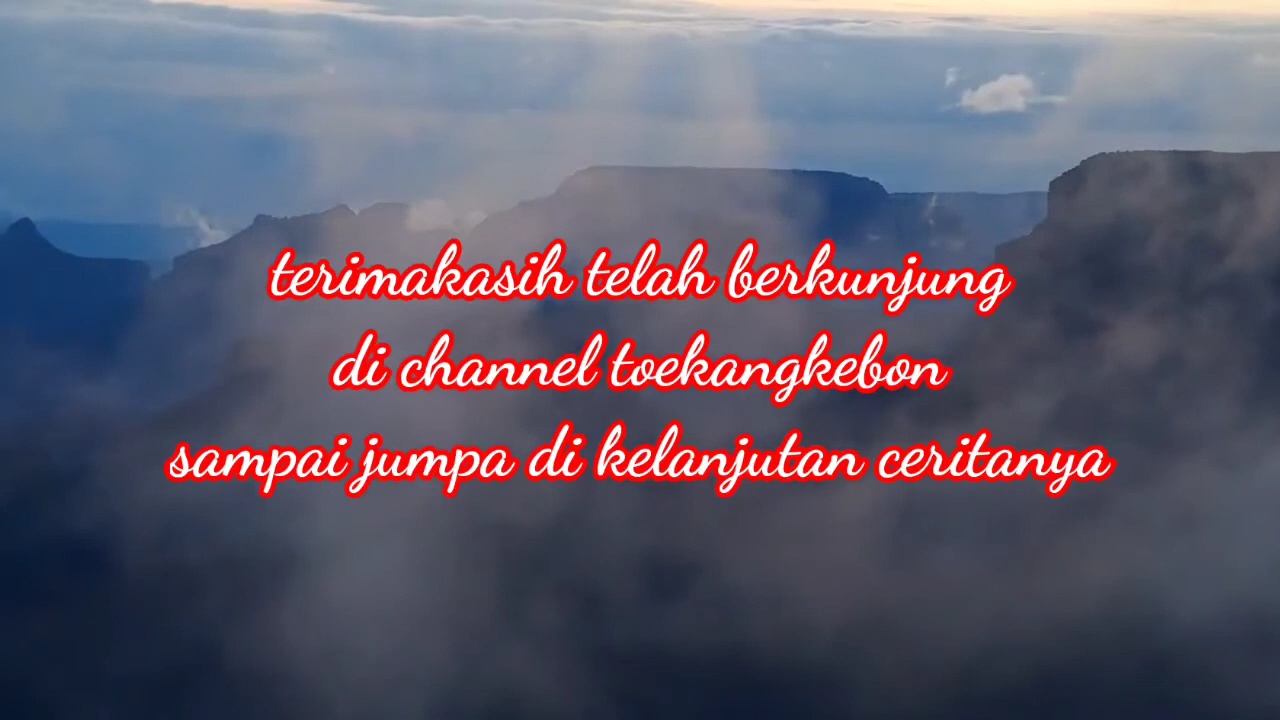 terimakasih telah berkunjung
di channel toekangkebon
sampai jumpa di kelanjutan ceritanya